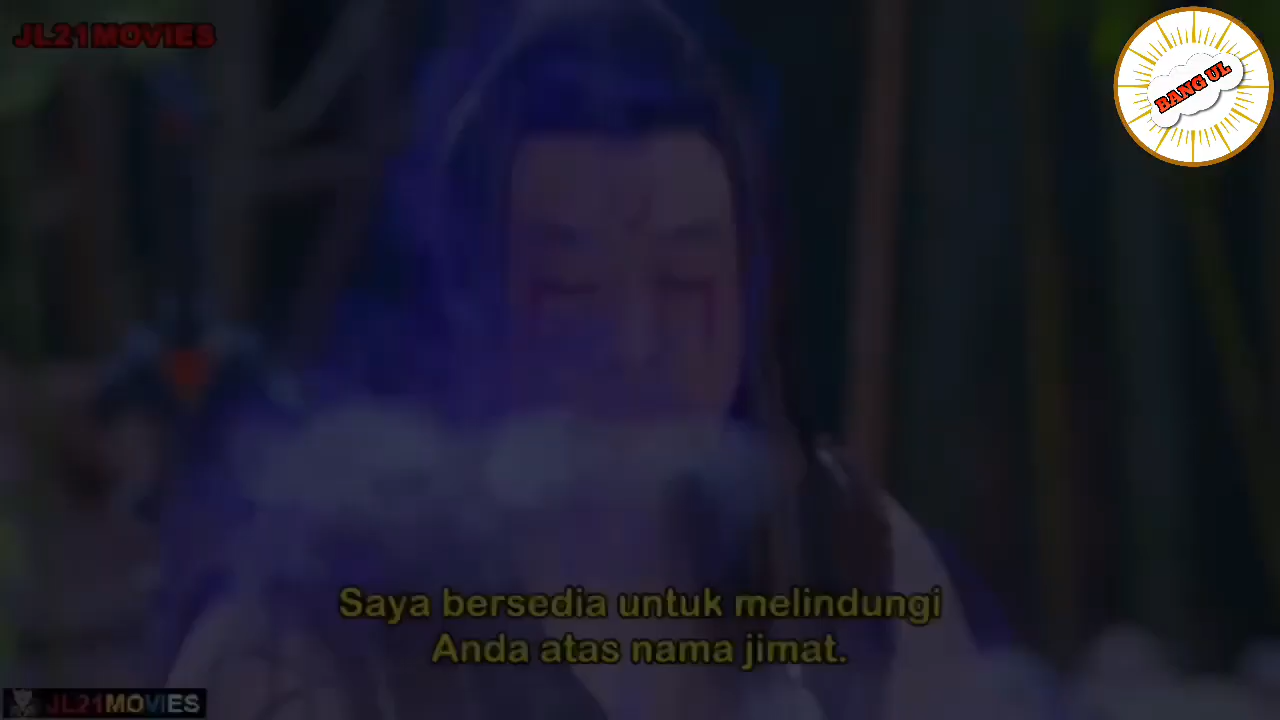 JL21MOVIES
BANG UL
Saya bersedia untuk melindungi
Anda atas nama jimat.
JL21MOVIES